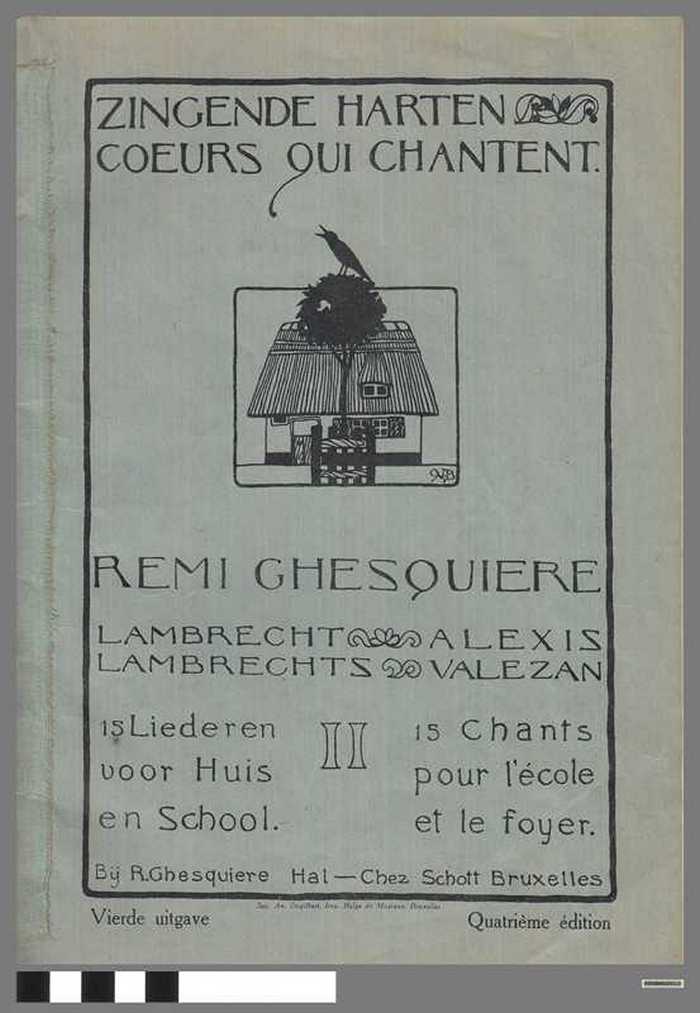 ZINGENDE HARTEN
COEURS QUI CHANTENT.
REMI GHESQUIERE
LAMBRECHT ALEXIS
LAMBRECHTS VALEZAN
15 Liederen
voor Huis
en School.
II
15 Chants
pour l'école
et le foyer.
Bij R. Ghesquiere Hal — Chez Schott Bruxelles
Vierde uitgave
Quatrième édition